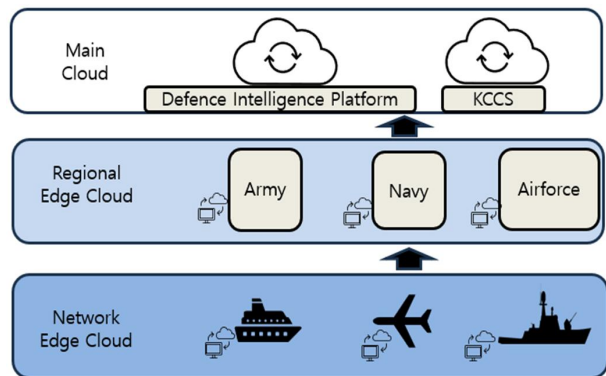 Main
Cloud
Defence Intelligence Platform
KCCS
Regional
Edge Cloud
Army
Navy
Airforce
Network
Edge Cloud